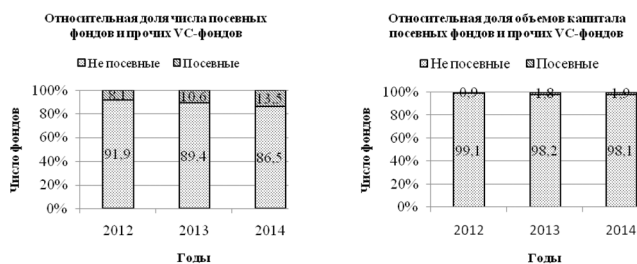 Относительная доля числа посевных
фондов и прочих VC-фондов
Не посевные Посевные
100%
80%
60%
40%
20%
0%
8,1 10,6 13,5
91,9 89,4 86,5
Число фондов
2012 2013 2014
Годы
Относительная доля объемов капитала
посевных фондов и прочих VC-фондов
Не посевные Посевные
100%
80%
60%
40%
20%
0%
0,9 1,8 1,9
99,1 98,2 98,1
Число фондов
2012 2013 2014
Годы